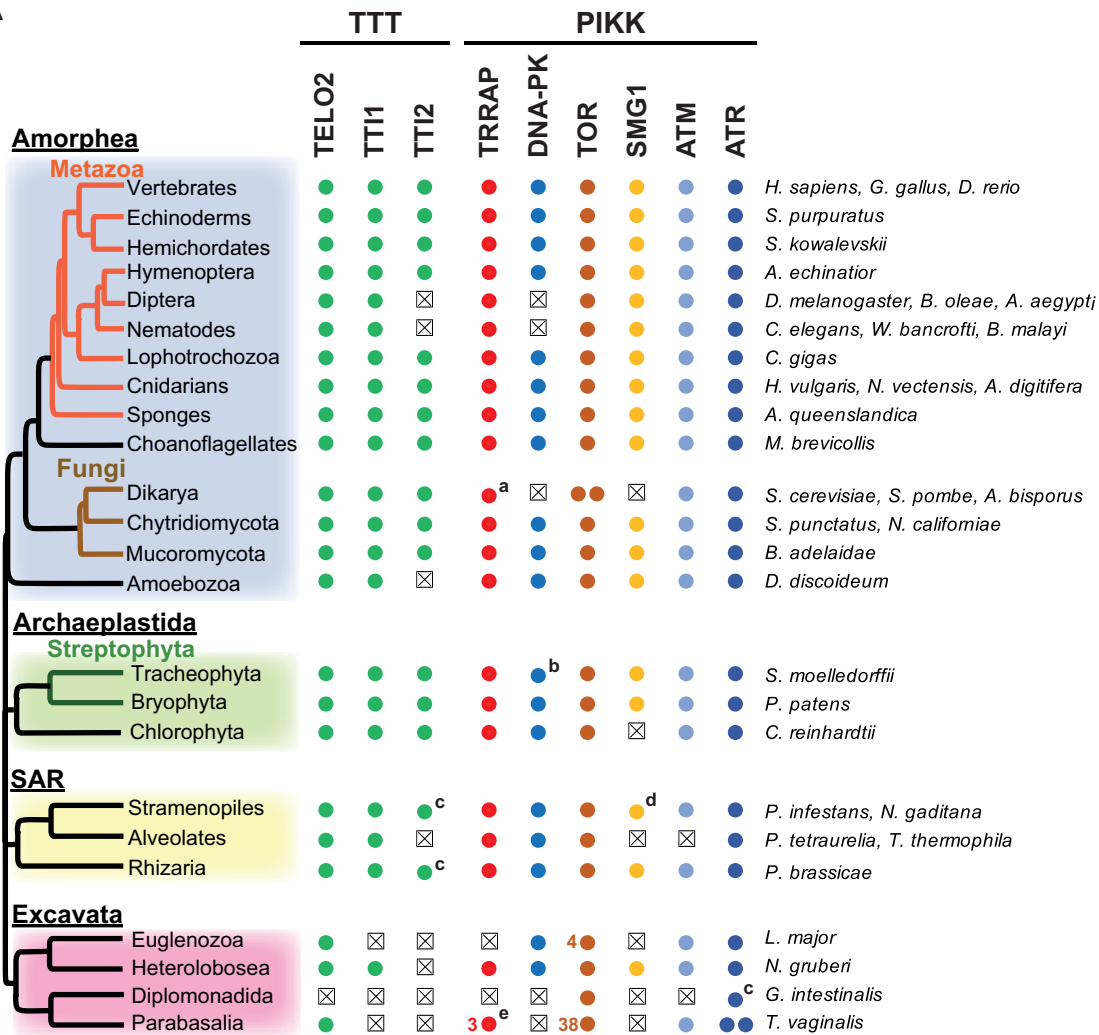 TTT PIKK
TELO2 TTI1 TTI2 TRRAP DNA-PK TOR SMG1 ATM ATR
Amorphea
Metazoa
Vertebrates H. sapiens, G. gallus, D. rerio
Echinoderms S. purpuratus
Hemichordates S. kowalevskii
Hymenoptera A. echinatior
Diptera D. melanogaster, B. oleae, A. aegypti
Nematodes C. elegans, W. bancrofti, B. malayi
Lophotrochozoa C. gigas
Cnidarians H. vulgaris, N. vectensis, A. digitifera
Sponges A. queenslandica
Choanoflagellates M. brevicollis
Fungi
Dikarya a S. cerevisiae, S. pombe, A. bisporus
Chytridiomycota S. punctatus, N. californiae
Mucoromycota B. adelaidae
Amoebozoa D. discoideum
Archaeplastida
Streptophyta
Tracheophyta b S. moelledorffii
Bryophyta P. patens
Chlorophyta C. reinhardtii
SAR
Stramenopiles c d P. infestans, N. gaditana
Alveolates P. tetraurelia, T. thermophila
Rhizaria c P. brassicae
Excavata
Euglenozoa 4 L. major
Heterolobosea N. gruberi
Diplomonadida c G. intestinalis
Parabasalia 3 e 38 T. vaginalis